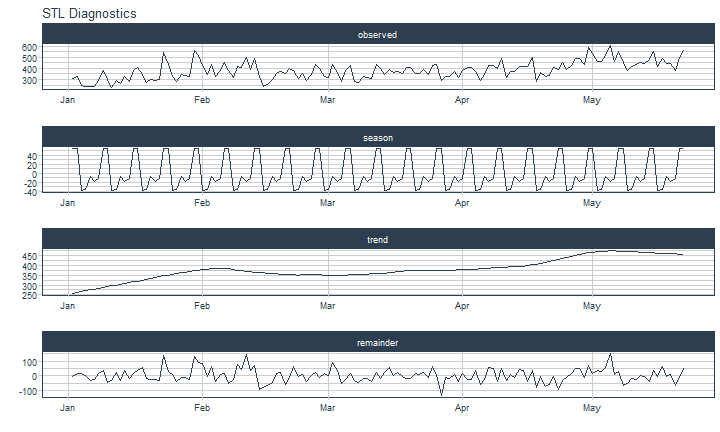 STL Diagnostics
observed
600
500
400
300
Jan Feb Mar Apr May
season
40
20
0
-20
-40
Jan Feb Mar Apr May
trend
450
400
350
300
250
Jan Feb Mar Apr May
remainder
100
0
-100
Jan Feb Mar Apr May